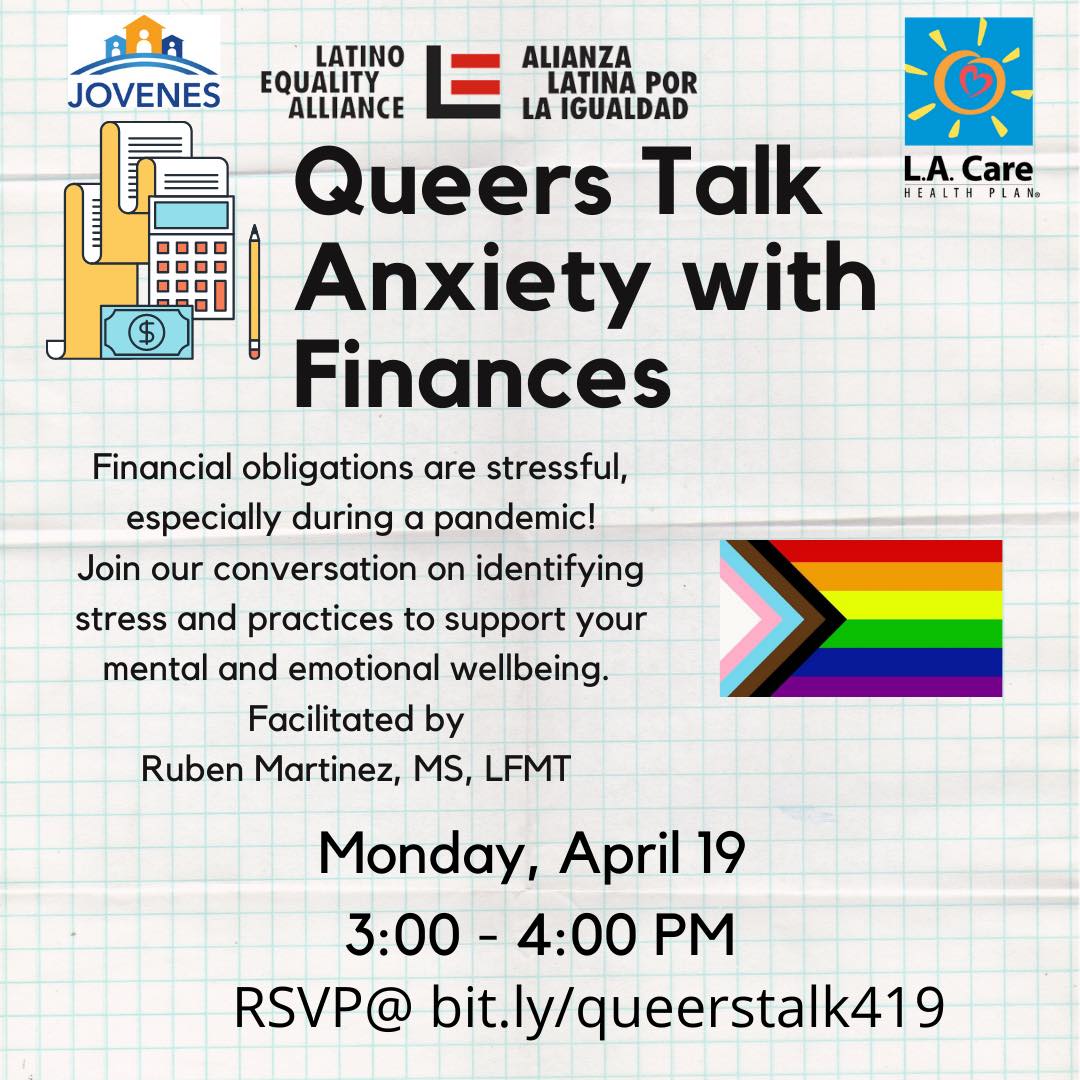 JOVENES
LATINO
EQUALITY
ALLIANCE
ALIANZA
LATINA POR
LA IGUALDAD
L.A. Care
HEALTH PLAN®
Queers Talk
Anxiety with
Finances
$
Financial obligations are stressful,
especially during a pandemic!
Join our conversation on identifying
stress and practices to support your
mental and emotional wellbeing.
Facilitated by
Ruben Martinez, MS, LFMT
Monday, April 19
3:00 - 4:00 PM
RSVP@ bit.ly/queerstalk419